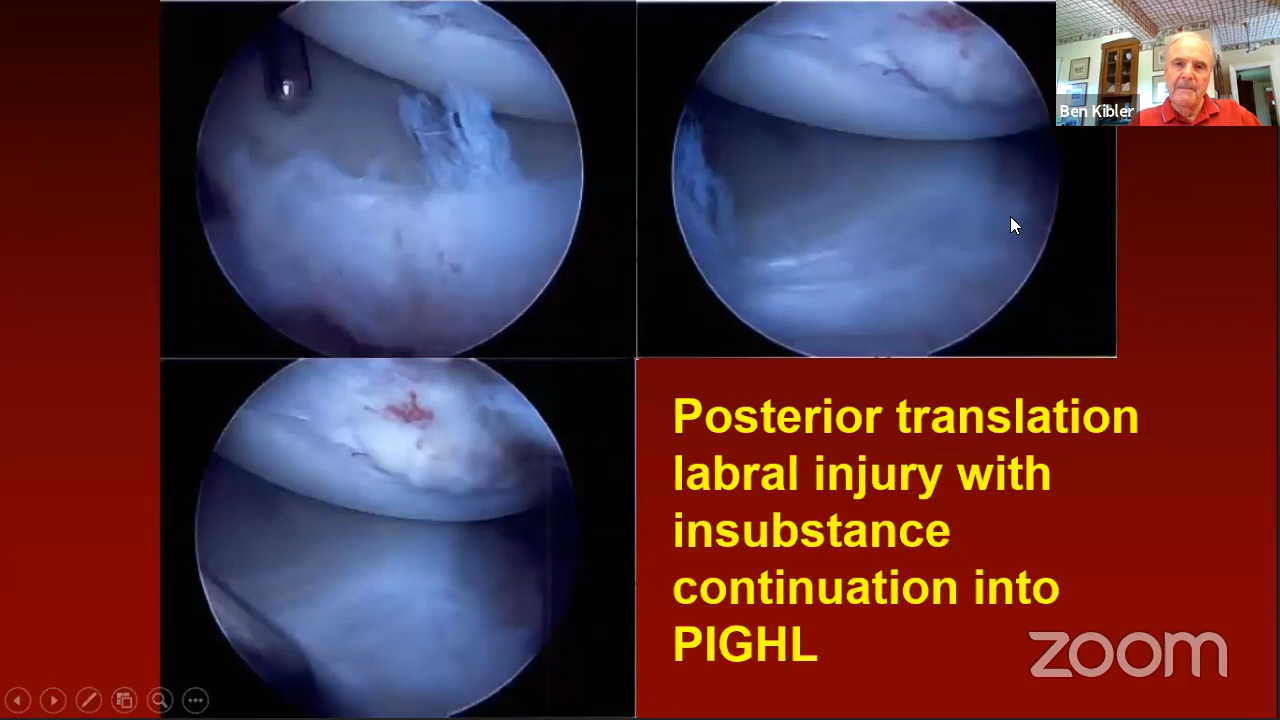 Ben Kibler
Posterior translation
labral injury with
insubstance
continuation into
PIGHL
zoom